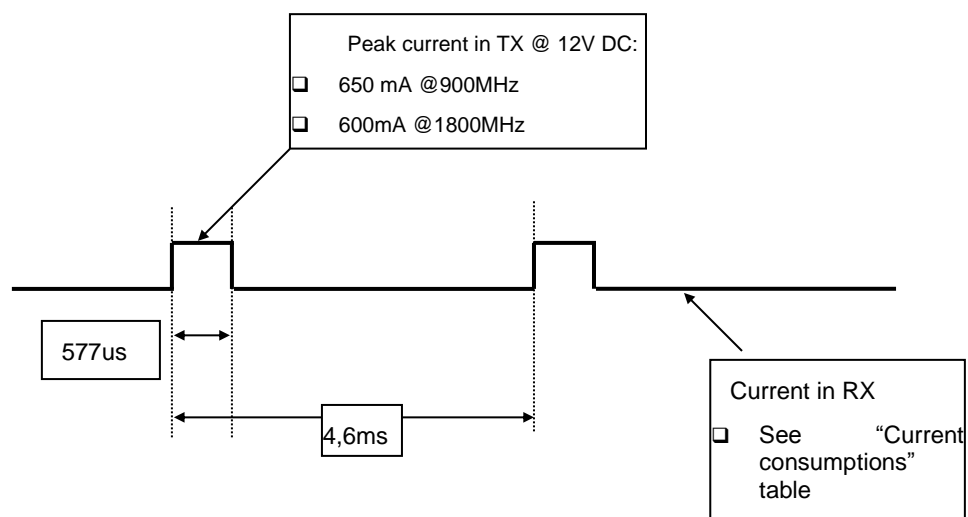 Peak current in TX @ 12V DC:
❑ 650 mA @900MHz
❑ 600mA @1800MHz
577us
4,6ms
Current in RX
❑ See “Current
consumptions”
table